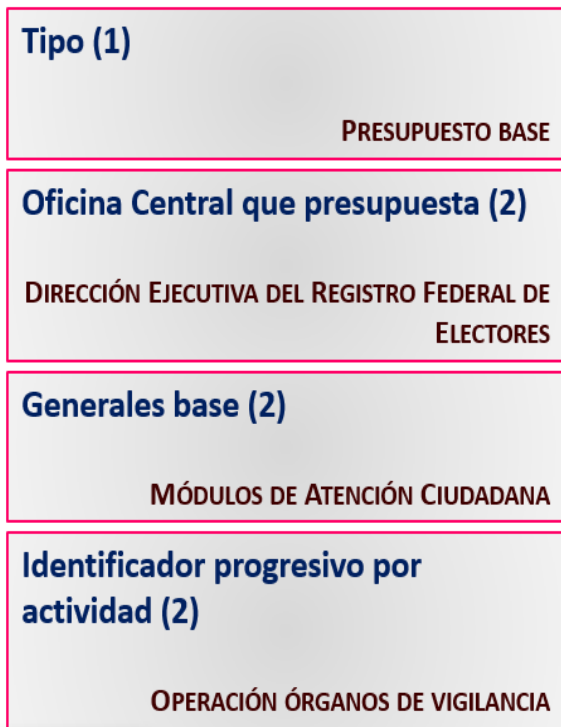 Tipo (1)
PRESUPUESTO BASE
Oficina Central que presupuesta (2)
DIRECCIÓN EJECUTIVA DEL REGISTRO FEDERAL DE
ELECTORES
Generales base (2)
MÓDULOS DE ATENCIÓN CIUDADANA
Identificador progresivo por
actividad (2)
OPERACIÓN ÓRGANOS DE VIGILANCIA